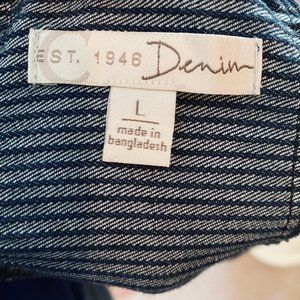 C
EST. 1946 Denim
L
made in
bangladesh